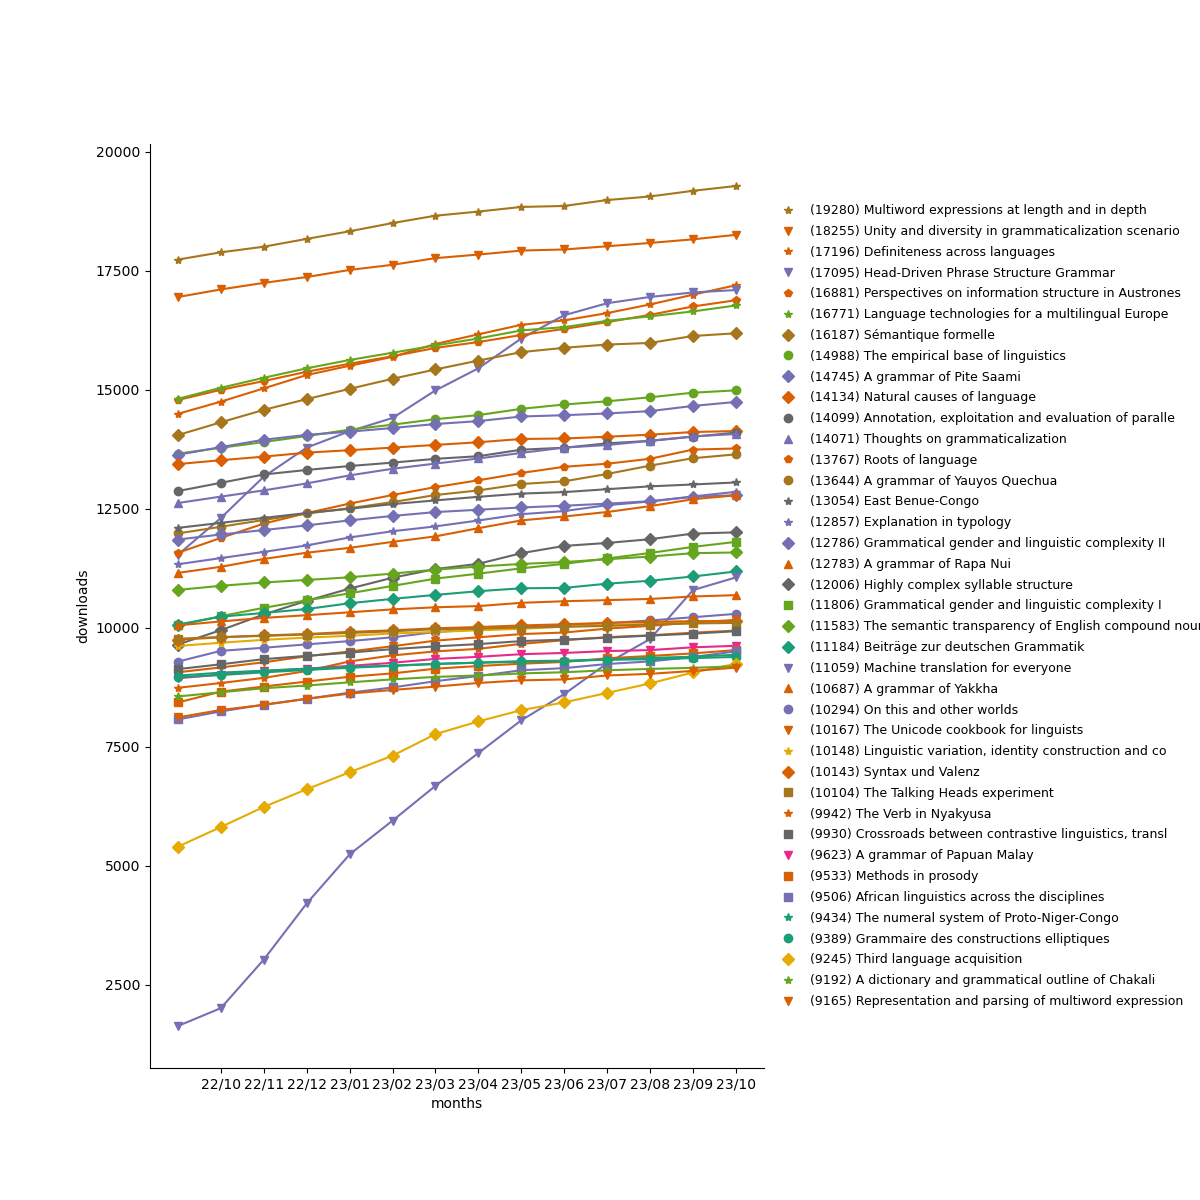 20000
17500
15000
12500
10000
7500
5000
2500
downloads
22/10 22/11 22/12 23/01 23/02 23/03 23/04 23/05 23/06 23/07 23/08 23/09 23/10
months
(19280) Multiword expressions at length and in depth
(18255) Unity and diversity in grammaticalization scenario
(17196) Definiteness across languages
(17095) Head-Driven Phrase Structure Grammar
(16881) Perspectives on information structure in Austrones
(16771) Language technologies for a multilingual Europe
(16187) Sémantique formelle
(14988) The empirical base of linguistics
(14745) A grammar of Pite Saami
(14134) Natural causes of language
(14099) Annotation, exploitation and evaluation of paralle
(14071) Thoughts on grammaticalization
(13767) Roots of language
(13644) A grammar of Yauyos Quechua
(13054) East Benue-Congo
(12857) Explanation in typology
(12786) Grammatical gender and linguistic complexity II
(12783) A grammar of Rapa Nui
(12006) Highly complex syllable structure
(11806) Grammatical gender and linguistic complexity I
(11583) The semantic transparency of English compound nou
(11184) Beiträge zur deutschen Grammatik
(11059) Machine translation for everyone
(10687) A grammar of Yakkha
(10294) On this and other worlds
(10167) The Unicode cookbook for linguists
(10148) Linguistic variation, identity construction and co
(10143) Syntax und Valenz
(10104) The Talking Heads experiment
(9942) The Verb in Nyakyusa
(9930) Crossroads between contrastive linguistics, transl
(9623) A grammar of Papuan Malay
(9533) Methods in prosody
(9506) African linguistics across the disciplines
(9434) The numeral system of Proto-Niger-Congo
(9389) Grammaire des constructions elliptiques
(9245) Third language acquisition
(9192) A dictionary and grammatical outline of Chakali
(9165) Representation and parsing of multiword expression